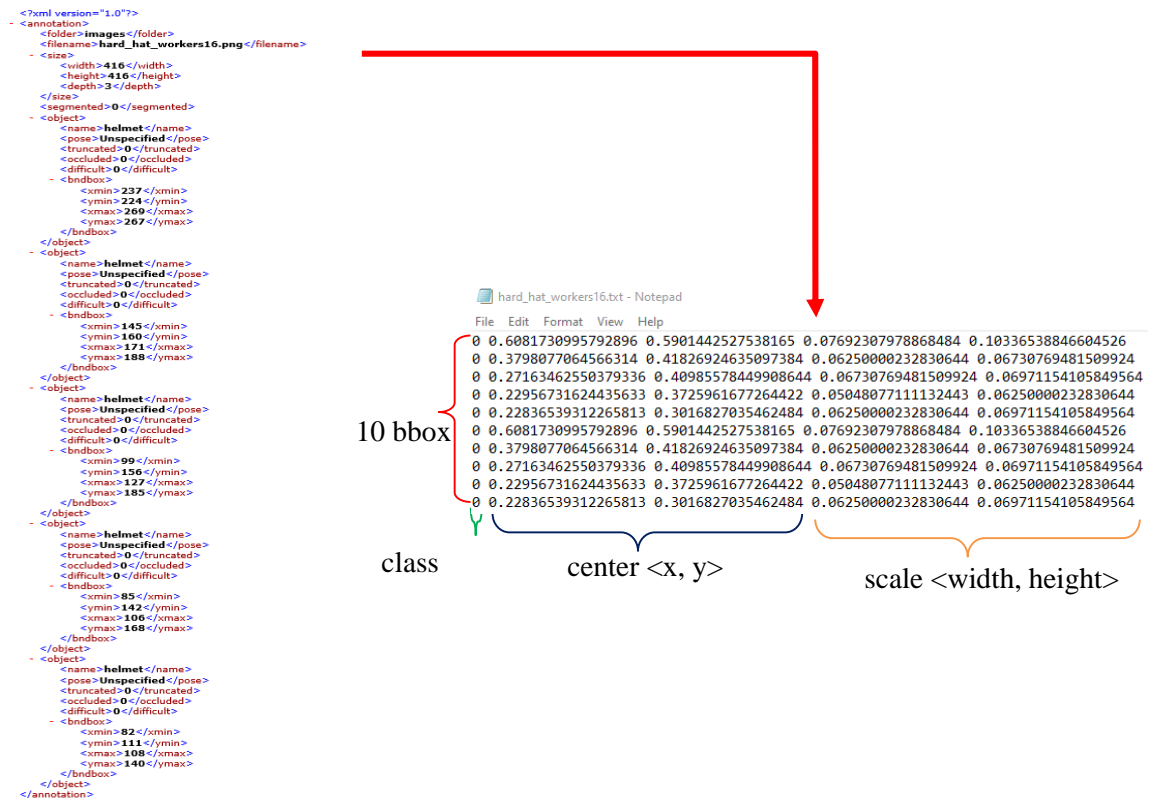 <?xml version="1.0"?>
- <annotation>
<folder>images</folder>
<filename>hard_hat_workers16.png</filename>
- <size>
<width>416</width>
<height>416</height>
<depth>3</depth>
</size>
<segmented>0</segmented>
- <object>
<name>helmet</name>
<pose>Unspecified</pose>
<truncated>0</truncated>
<occluded>0</occluded>
<difficult>0</difficult>
- <bndbox>
<xmin>237</xmin>
<ymin>224</ymin>
<xmax>269</xmax>
<ymax>267</ymax>
</bndbox>
</object>
- <object>
<name>helmet</name>
<pose>Unspecified</pose>
<truncated>0</truncated>
<occluded>0</occluded>
<difficult>0</difficult>
- <bndbox>
<xmin>145</xmin>
<ymin>160</ymin>
<xmax>171</xmax>
<ymax>188</ymax>
</bndbox>
</object>
- <object>
<name>helmet</name>
<pose>Unspecified</pose>
<truncated>0</truncated>
<occluded>0</occluded>
<difficult>0</difficult>
- <bndbox>
<xmin>99</xmin>
<ymin>156</ymin>
<xmax>127</xmax>
<ymax>185</ymax>
</bndbox>
</object>
- <object>
<name>helmet</name>
<pose>Unspecified</pose>
<truncated>0</truncated>
<occluded>0</occluded>
<difficult>0</difficult>
- <bndbox>
<xmin>85</xmin>
<ymin>142</ymin>
<xmax>106</xmax>
<ymax>168</ymax>
</bndbox>
</object>
- <object>
<name>helmet</name>
<pose>Unspecified</pose>
<truncated>0</truncated>
<occluded>0</occluded>
<difficult>0</difficult>
- <bndbox>
<xmin>82</xmin>
<ymin>111</ymin>
<xmax>108</xmax>
<ymax>140</ymax>
</bndbox>
</object>
</annotation>
hard_hat_workers16.txt - Notepad
File Edit Format View Help
0 0.6081730995792896 0.5901442527538165 0.07692307978868484 0.10336538846604526
0 0.3798077064566314 0.41826924635097384 0.06250000232830644 0.06730769481509924
0 0.27163462550379336 0.40985578449908644 0.06730769481509924 0.06971154105849564
0 0.22956731624435633 0.3725961677264422 0.05048077111132443 0.06250000232830644
0 0.22836539312265813 0.3016827035462484 0.06250000232830644 0.06971154105849564
0 0.6081730995792896 0.5901442527538165 0.07692307978868484 0.10336538846604526
0 0.3798077064566314 0.41826924635097384 0.06250000232830644 0.06730769481509924
0 0.27163462550379336 0.40985578449908644 0.06730769481509924 0.06971154105849564
0 0.22956731624435633 0.3725961677264422 0.05048077111132443 0.06250000232830644
0 0.22836539312265813 0.3016827035462484 0.06250000232830644 0.06971154105849564
10 bbox
class
center <x, y>
scale <width, height>